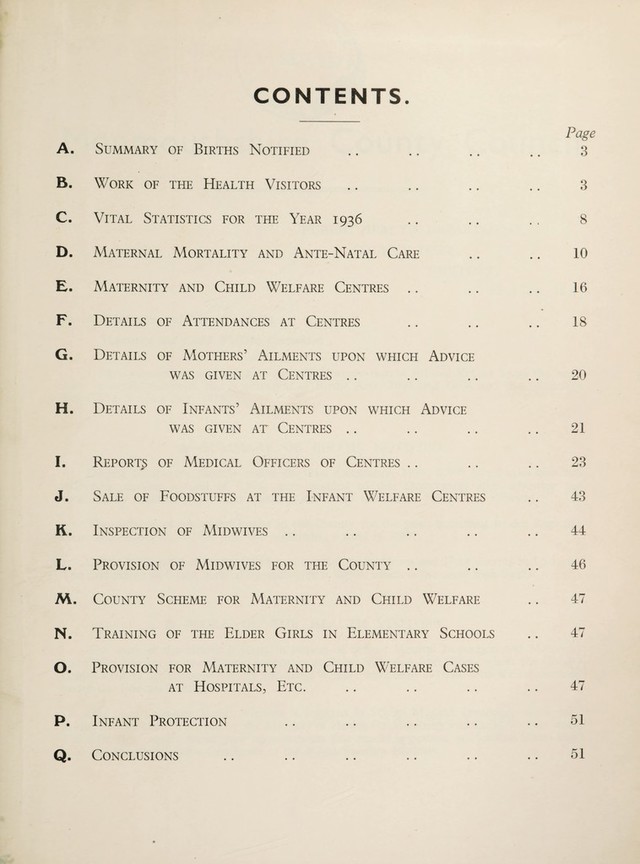 CONTENTS.
Page
A. Summary of Births Notified .. .. .. .. 3
B. Work of the Health Visitors .. .. .. .. 3
C. Vital Statistics for the Year 1936 .. .. .. 8
D. Maternal Mortality and Ante-Natal Care .. .. 10
E. Maternity and Child Welfare Centres .. .. .. 16
F. Details of Attendances at Centres .. .. .. 18
G. Details of Mothers' Ailments upon which Advice
was given at Centres .. .. .. .. 20
H. Details of Infants' Ailments upon which Advice
was given at Centres .. .. .. .. 21
I. Reports of Medical Officers of Centres .. .. .. 23
J. Sale of Foodstuffs at the Infant Welfare Centres .. 43
K. Inspection of Midwives .. .. .. .. .. 44
L. Provision of Midwives for the County .. .. .. 46
M. County Scheme for Maternity and Child Welfare .. 47
N. Training of the Elder Girls in Elementary Schools .. 47
O. Provision for Maternity and Child Welfare Cases
at Hospitals, Etc. .. .. .. .. 47
P. Infant Protection .. .. .. .. .. 51
Q. Conclusions .. .. .. .. .. .. 51